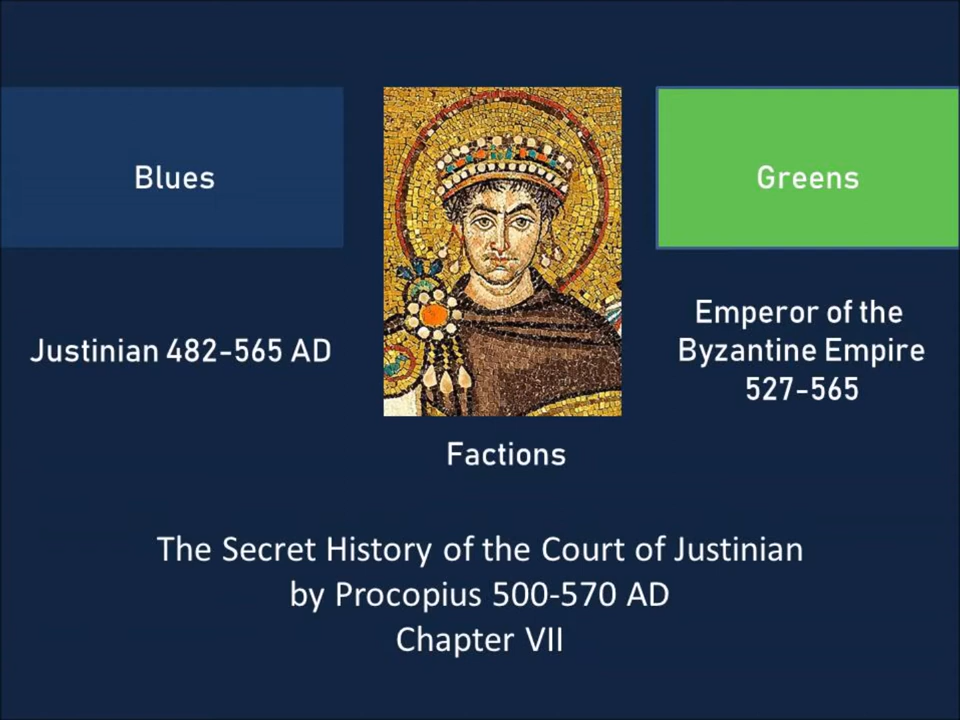 Blues
Greens
Justinian 482-565 AD
Emperor of the
Byzantine Empire
527-565
Factions
The Secret History of the Court of Justinian
by Procopius 500-570 AD
Chapter VII